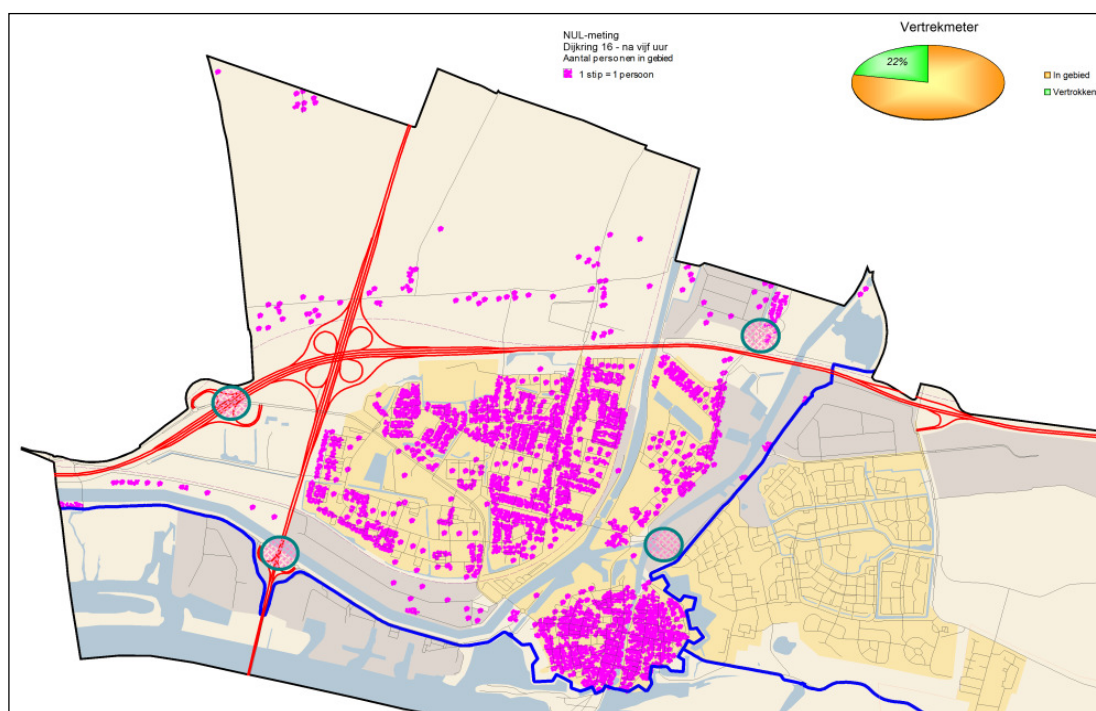 NUL-meting
Dijkring 16 - na vijf uur
Aantal personen in gebied
1 stip = 1 persoon
Vertrekmeter
22%
In gebied
Vertrokken